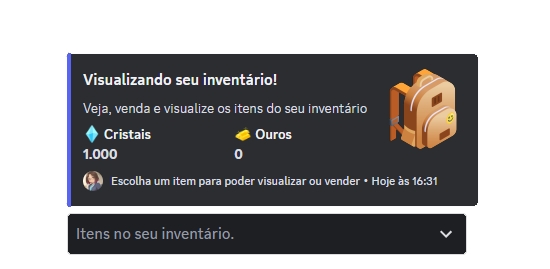 Visualizando seu inventário!
Veja, venda e visualize os itens do seu inventário
Cristais Ouros
1.000 0
Escolha um item para poder visualizar ou vender • Hoje às 16:31
Itens no seu inventário.